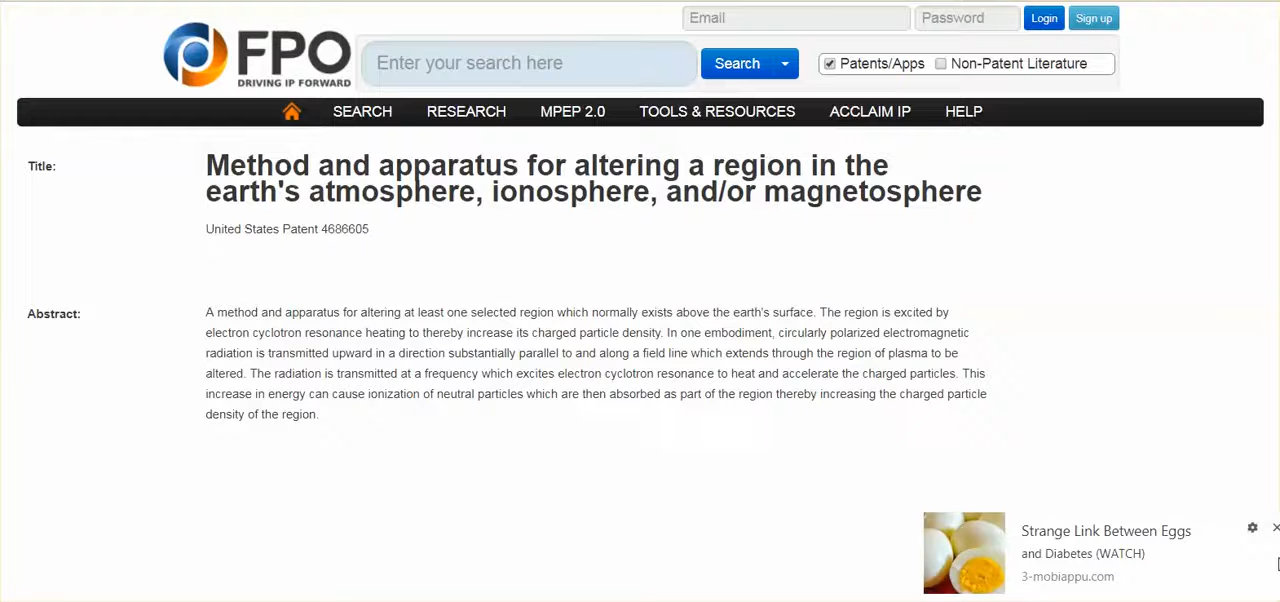 Email
Password
Login
Sign up
FPO
DRIVING IP FORWARD
Enter your search here
Search
Patents/Apps
Non-Patent Literature
SEARCH
RESEARCH
MPEP 2.0
TOOLS & RESOURCES
ACCLAIM IP
HELP
Title:
Method and apparatus for altering a region in the
earth's atmosphere, ionosphere, and/or magnetosphere
United States Patent 4686605
Abstract:
A method and apparatus for altering at least one selected region which normally exists above the earth's surface. The region is excited by
electron cyclotron resonance heating to thereby increase its charged particle density. In one embodiment, circularly polarized electromagnetic
radiation is transmitted upward in a direction substantially parallel to and along a field line which extends through the region of plasma to be
altered. The radiation is transmitted at a frequency which excites electron cyclotron resonance to heat and accelerate the charged particles. This
increase in energy can cause ionization of neutral particles which are then absorbed as part of the region thereby increasing the charged particle
density of the region.
Strange Link Between Eggs
and Diabetes (WATCH)
3-mobiappu.com